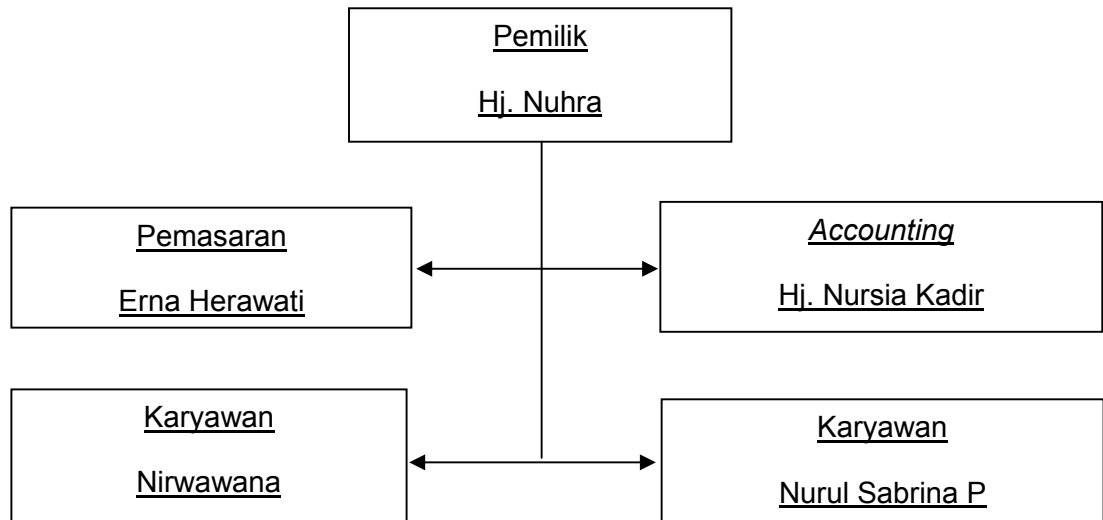 Pemilik
Hj. Nuhra
Pemasaran
Erna Herawati
Accounting
Hj. Nursia Kadir
Karyawan
Nirwawana
Karyawan
Nurul Sabrina P